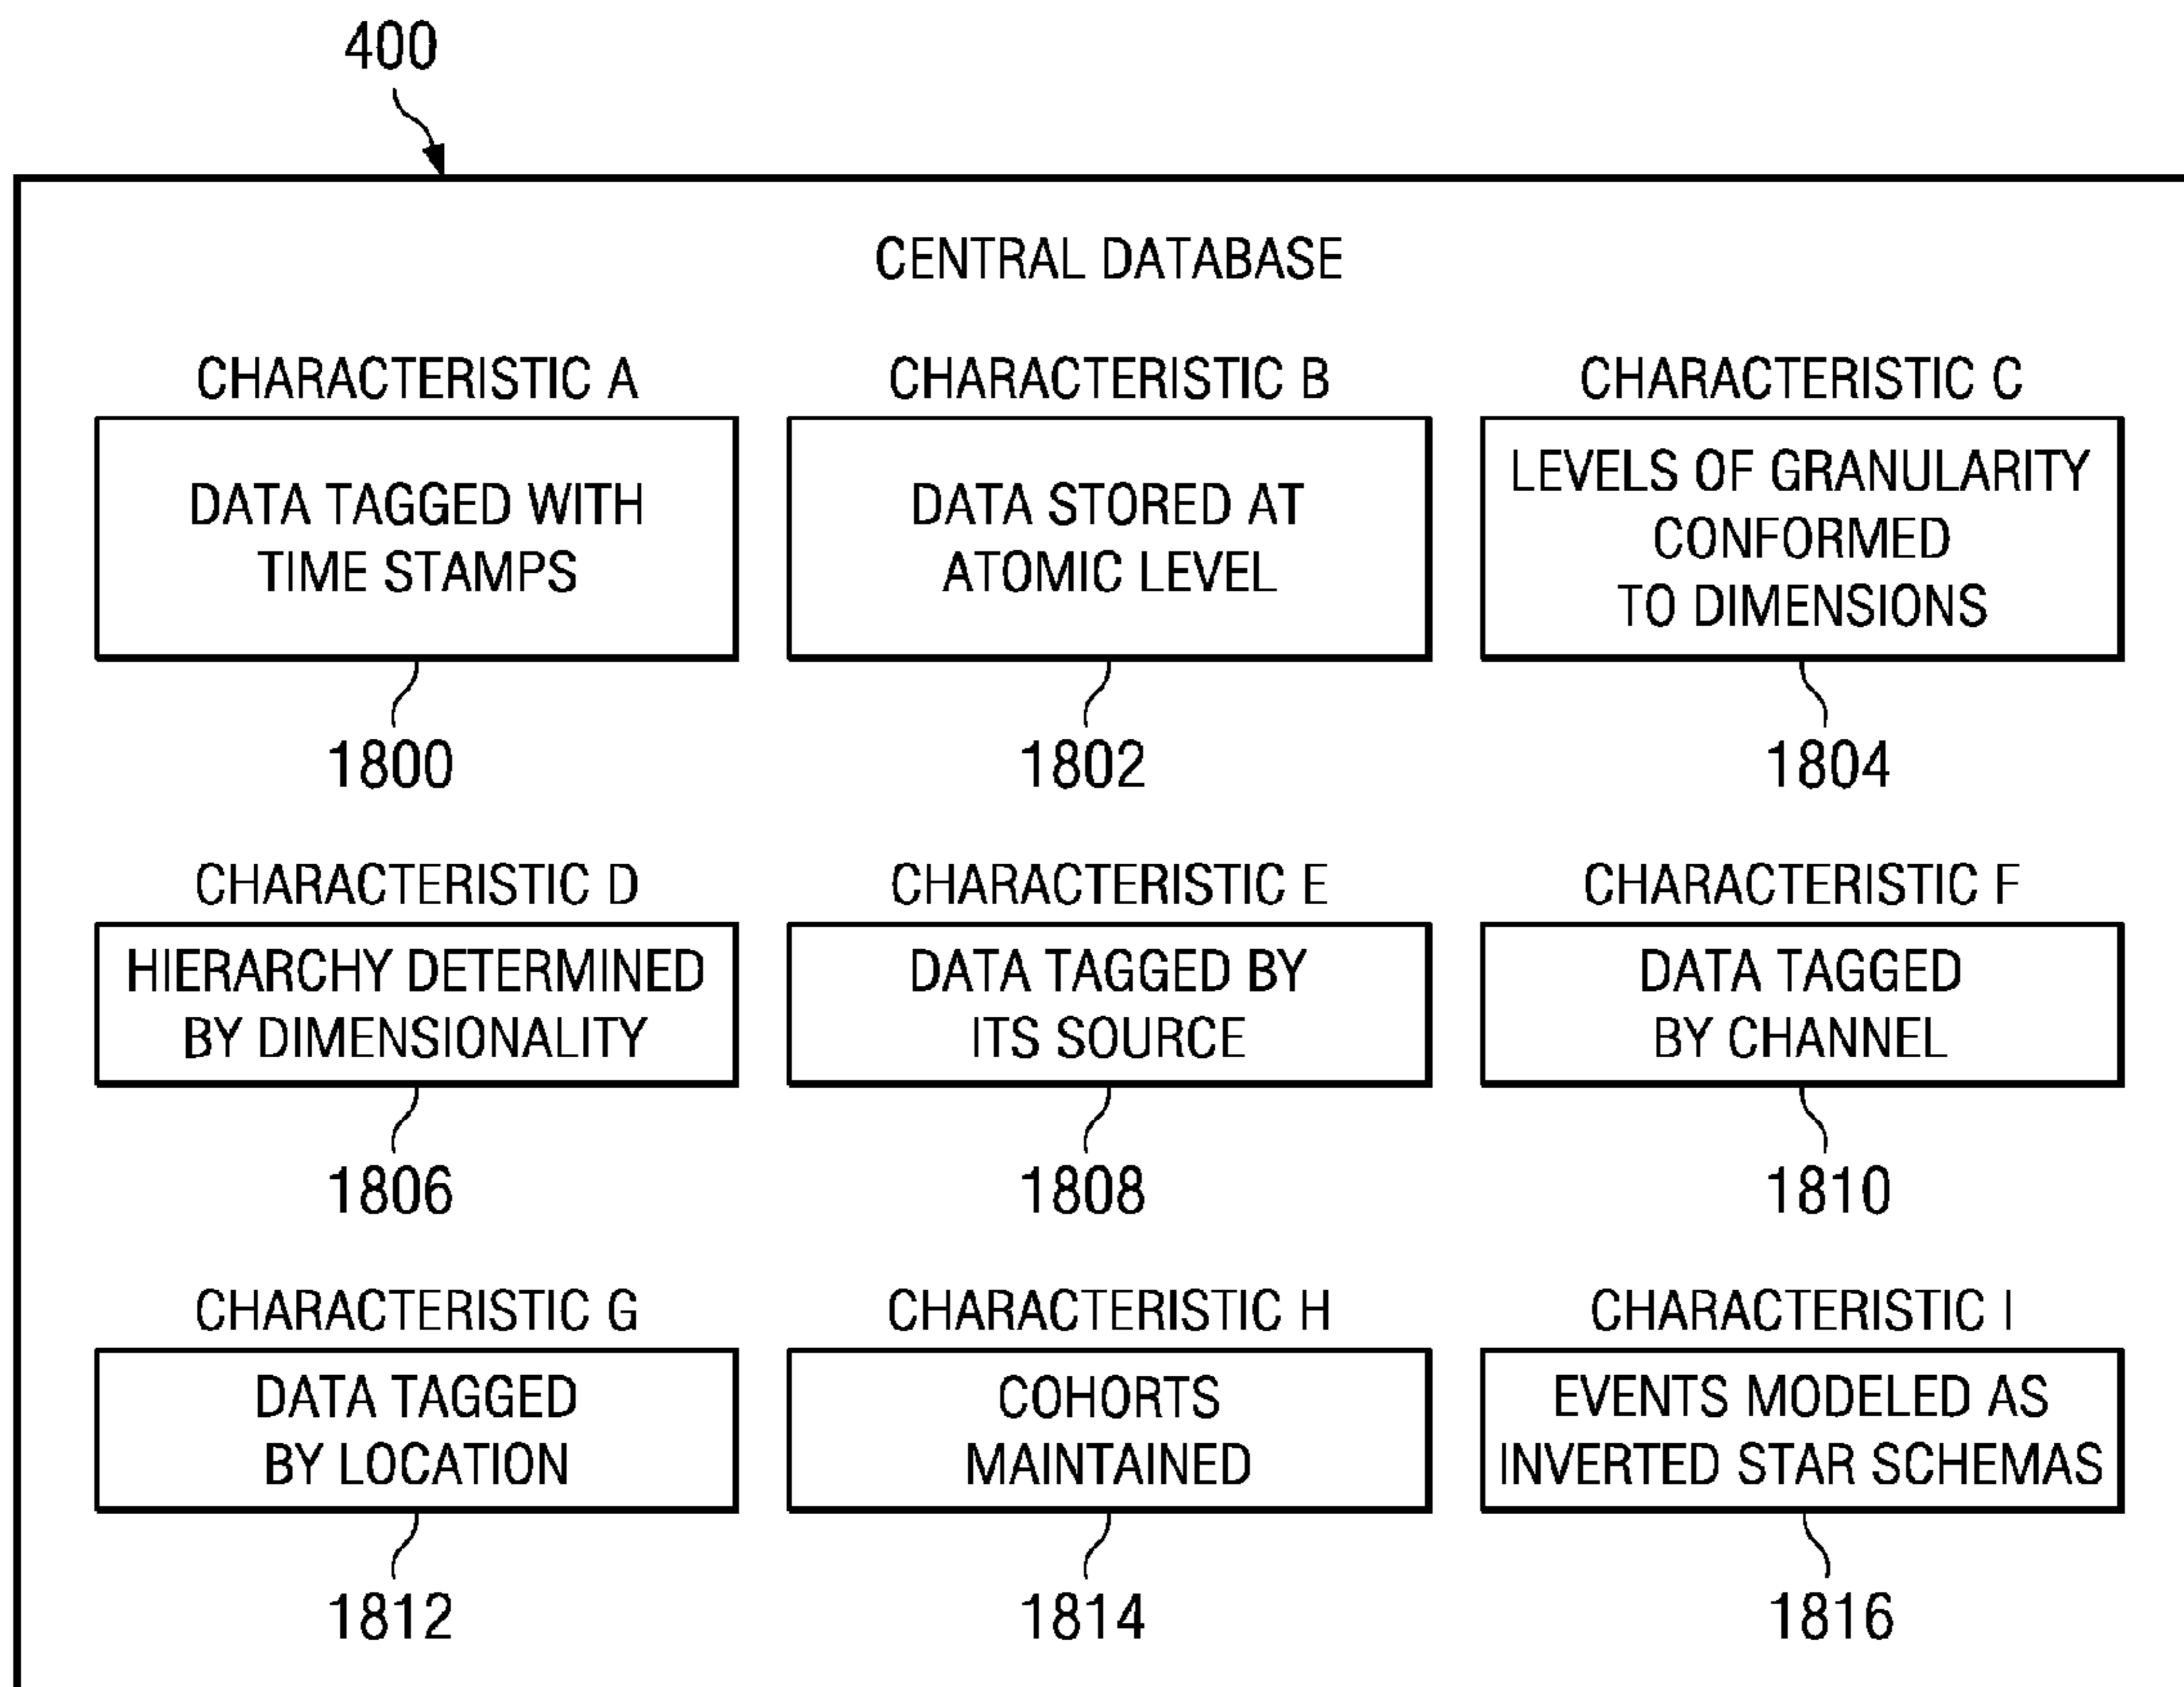 400
CENTRAL DATABASE
CHARACTERISTIC A
DATA TAGGED WITH
TIME STAMPS
1800
CHARACTERISTIC B
DATA STORED AT
ATOMIC LEVEL
1802
CHARACTERISTIC C
LEVELS OF GRANULARITY
CONFORMED
TO DIMENSIONS
1804
CHARACTERISTIC D
HIERARCHY DETERMINED
BY DIMENSIONALITY
1806
CHARACTERISTIC E
DATA TAGGED BY
ITS SOURCE
1808
CHARACTERISTIC F
DATA TAGGED
BY CHANNEL
1810
CHARACTERISTIC G
DATA TAGGED
BY LOCATION
1812
CHARACTERISTIC H
COHORTS
MAINTAINED
1814
CHARACTERISTIC I
EVENTS MODELED AS
INVERTED STAR SCHEMAS
1816